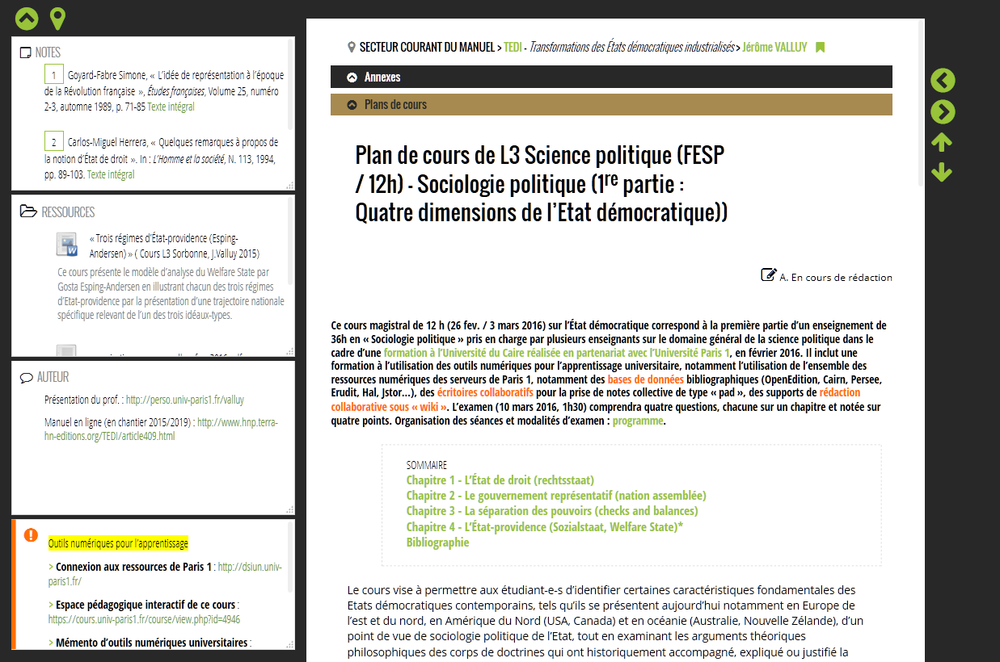 NOTES
1 Goyard-Fabre Simone, « L'idée de représentation à l'époque
de la Révolution française », Études françaises, Volume 25, numéro
2-3, automne 1989, p. 71-85 Texte intégral
2 Carlos-Miguel Herrera, « Quelques remarques à propos de
la notion d'État de droit ». In : L'Homme et la société, N. 113, 1994,
pp. 89-103. Texte intégral
RESSOURCES
« Trois régimes d'État-providence (Esping-
Andersen) » ( Cours L3 Sorbonne, J.Valluy 2015)
Ce cours présente le modèle d'analyse du Welfare State par
Gosta Esping-Andersen en illustrant chacun des trois régimes
d'Etat-providence par la présentation d'une trajectoire nationale
spécifique relevant de l'un des trois idéaux-types.
AUTEUR
Présentation du prof. : http://perso.univ-paris1.fr/valluy
Manuel en ligne (en chantier 2015/2019) : http://www.hnp.terra-
hn-editions.org/TEDI/article409.html
Outils numériques pour l'apprentissage
> Connexion aux ressources de Paris 1 : http://dsiun.univ-
paris1.fr/
> Espace pédagogique interactif de ce cours :
https://cours.univ-paris1.fr/course/view.php?id=4946
> Mémento d'outils numériques universitaires :
SECTEUR COURANT DU MANUEL > TEDI - Transformations des États démocratiques industrialisés > Jérôme VALLUY
Annexes
Plans de cours
Plan de cours de L3 Science politique (FESP
/ 12h) - Sociologie politique (1re partie :
Quatre dimensions de l'Etat démocratique))
A. En cours de rédaction
Ce cours magistral de 12 h (26 fev. / 3 mars 2016) sur l'État démocratique correspond à la première partie d'un enseignement de
36h en « Sociologie politique » pris en charge par plusieurs enseignants sur le domaine général de la science politique dans le
cadre d'une formation à l'Université du Caire réalisée en partenariat avec l'Université Paris 1, en février 2016. Il inclut une
formation à l'utilisation des outils numériques pour l'apprentissage universitaire, notamment l'utilisation de l'ensemble des
ressources numériques des serveurs de Paris 1, notamment des bases de données bibliographiques (OpenEdition, Cairn, Persee,
Erudit, Hal, Jstor...), des écritoires collaboratifs pour la prise de notes collective de type « pad », des supports de rédaction
collaborative sous « wiki ». L'examen (10 mars 2016, 1h30) comprendra quatre questions, chacune sur un chapitre et notée sur
quatre points. Organisation des séances et modalités d'examen : programme.
SOMMAIRE
Chapitre 1 - L'État de droit (rechtsstaat)
Chapitre 2 - Le gouvernement représentatif (nation assemblée)
Chapitre 3 - La séparation des pouvoirs (checks and balances)
Chapitre 4 - L'État-providence (Sozialstaat, Welfare State)*
Bibliographie
Le cours vise à permettre aux étudiant-e-s d'identifier certaines caractéristiques fondamentales des
Etats démocratiques contemporains, tels qu'ils se présentent aujourd'hui notamment en Europe de
l'est et du nord, en Amérique du Nord (USA, Canada) et en océanie (Australie, Nouvelle Zélande), d'un
point de vue de sociologie politique de l'Etat, tout en examinant les arguments théoriques
philosophiques des corps de doctrines qui ont historiquement accompagné, expliqué ou justifié la